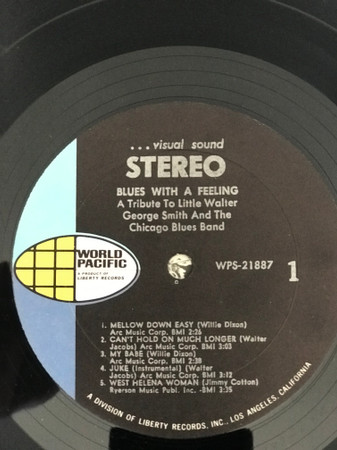 ...visual sound
STEREO
BLUES WITH A FEELING
A Tribute To Little Walter
George Smith And The
Chicago Blues Band
WORLD
PACIFIC
A PRODUCT OF
LIBERTY RECORDS
WPS-21887
1
1. MELLOW DOWN EASY (Willie Dixon)
Arc Music Corp. BMI 2:36
2. CAN'T HOLD ON MUCH LONGER (Walter
Jacobs) Arc Music Corp. BMI 3:03
3. MY BABE (Willie Dixon)
Arc Music Corp. BMI 2:38
4. JUKE (Instrumental) (Walter
Jacobs) Arc Music Corp. BMI 3:12
5. WEST HELENA WOMAN (Jimmy Cotton)
Ryerson Music Publ. Inc. -BMI 2:35
A DIVISION OF LIBERTY RECORDS, INC., LOS ANGELES, CALIFORNIA